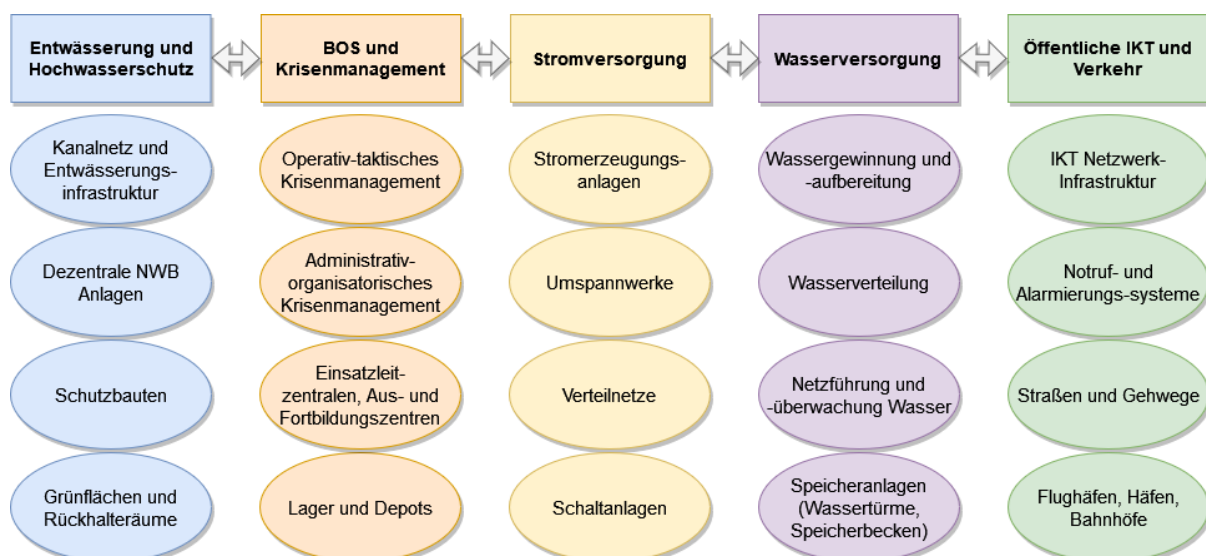 Entwässerung und
Hochwasserschutz
BOS und
Krisenmanagement
Stromversorgung
Wasserversorgung
Öffentliche IKT und
Verkehr
Kanalnetz und
Entwässerungs-
infrastruktur
Operativ-taktisches
Krisenmanagement
Stromerzeugungs-
anlagen
Wassergewinnung und
-aufbereitung
IKT Netzwerk-
Infrastruktur
Dezentrale NWB
Anlagen
Administrativ-
organisatorisches
Krisenmanagement
Umspannwerke
Wasserverteilung
Notruf- und
Alarmierungs-systeme
Schutzbauten
Einsatzleit-
zentralen, Aus- und
Fortbildungszentren
Verteilnetze
Netzführung und
-überwachung Wasser
Straßen und Gehwege
Grünflächen und
Rückhalteräume
Lager und Depots
Schaltanlagen
Speicheranlagen
(Wassertürme,
Speicherbecken)
Flughäfen, Häfen,
Bahnhöfe